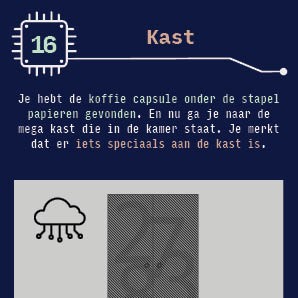 16
Kast
Je hebt de koffie capsule onder de stapel
papieren gevonden. En nu ga je naar de
mega kast die in de kamer staat. Je merkt
dat er iets speciaals aan de kast is.